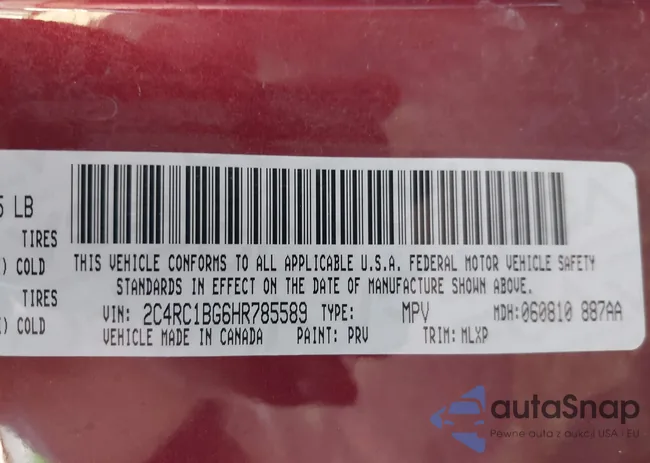 5 LB
TIRES
) COLD
TIRES
) COLD
THIS VEHICLE CONFORMS TO ALL APPLICABLE U.S.A. FEDERAL MOTOR VEHICLE SAFETY
STANDARDS IN EFFECT ON THE DATE OF MANUFACTURE SHOWN ABOVE.
VIN: 2C4RC1BG6HR785589 TYPE: MPV MDH:060810 887AA
VEHICLE MADE IN CANADA PAINT: PRV TRIM: MLXP
autaSnap
Pewne auta z aukcji USA - EU